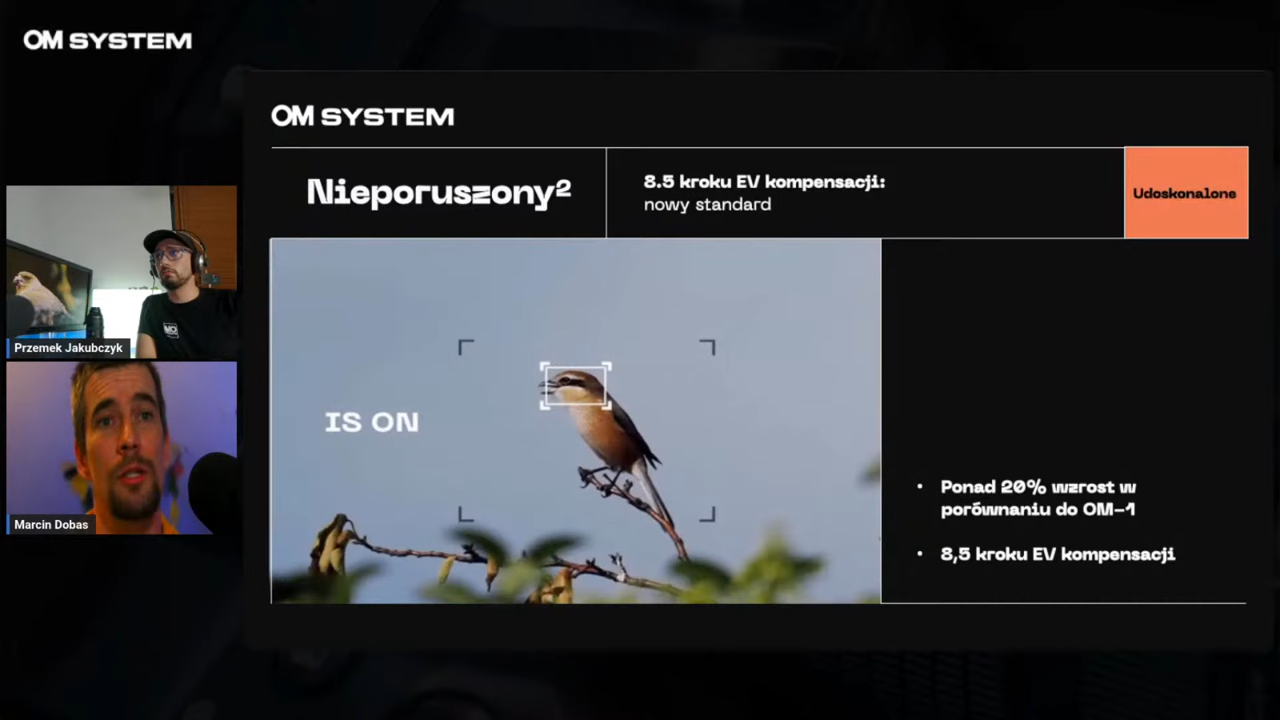 OM SYSTEM
OM SYSTEM
Nieporuszony²
8.5 kroku EV kompensacji:
nowy standard
Udoskonalone
Przemek Jakubczyk
IS ON
Marcin Dobas
• Ponad 20% wzrost w
porównaniu do OM-1
• 8,5 kroku EV kompensacji